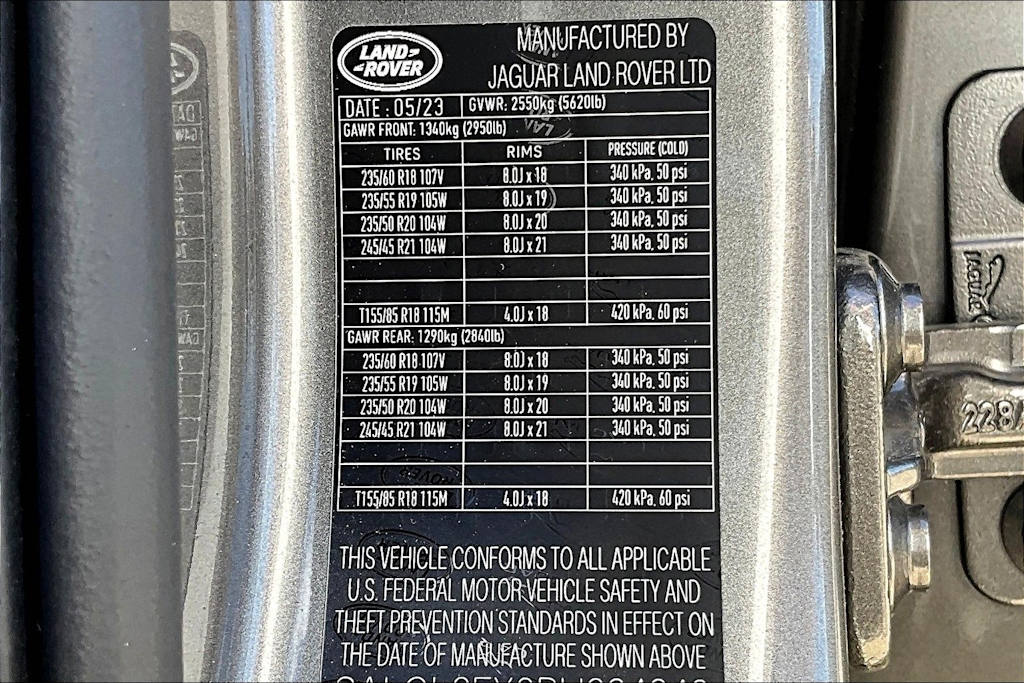 LAND-
-ROVER
MANUFACTURED BY
JAGUAR LAND ROVER LTD
DATE : 05/23 GVWR: 2550kg (5620lb)
GAWR FRONT: 1340kg (2950lb)
TIRES RIMS PRESSURE (COLD)
235/60 R18 107V 8.0J x 18 340 kPa, 50 psi
235/55 R19 105W 8.0J x 19 340 kPa, 50 psi
235/50 R20 104W 8.0J x 20 340 kPa, 50 psi
245/45 R21 104W 8.0J x 21 340 kPa, 50 psi
T155/85 R18 115M 4.0J x 18 420 kPa, 60 psi
GAWR REAR: 1290kg (2840lb)
235/60 R18 107V 8.0J x 18 340 kPa, 50 psi
235/55 R19 105W 8.0J x 19 340 kPa, 50 psi
235/50 R20 104W 8.0J x 20 340 kPa, 50 psi
245/45 R21 104W 8.0J x 21 340 kPa, 50 psi
T155/85 R18 115M 4.0J x 18 420 kPa, 60 psi
THIS VEHICLE CONFORMS TO ALL APPLICABLE
U.S. FEDERAL MOTOR VEHICLE SAFETY AND
THEFT PREVENTION STANDARDS IN EFFECT ON
THE DATE OF MANUFACTURE SHOWN ABOVE
JAGUAR
228/